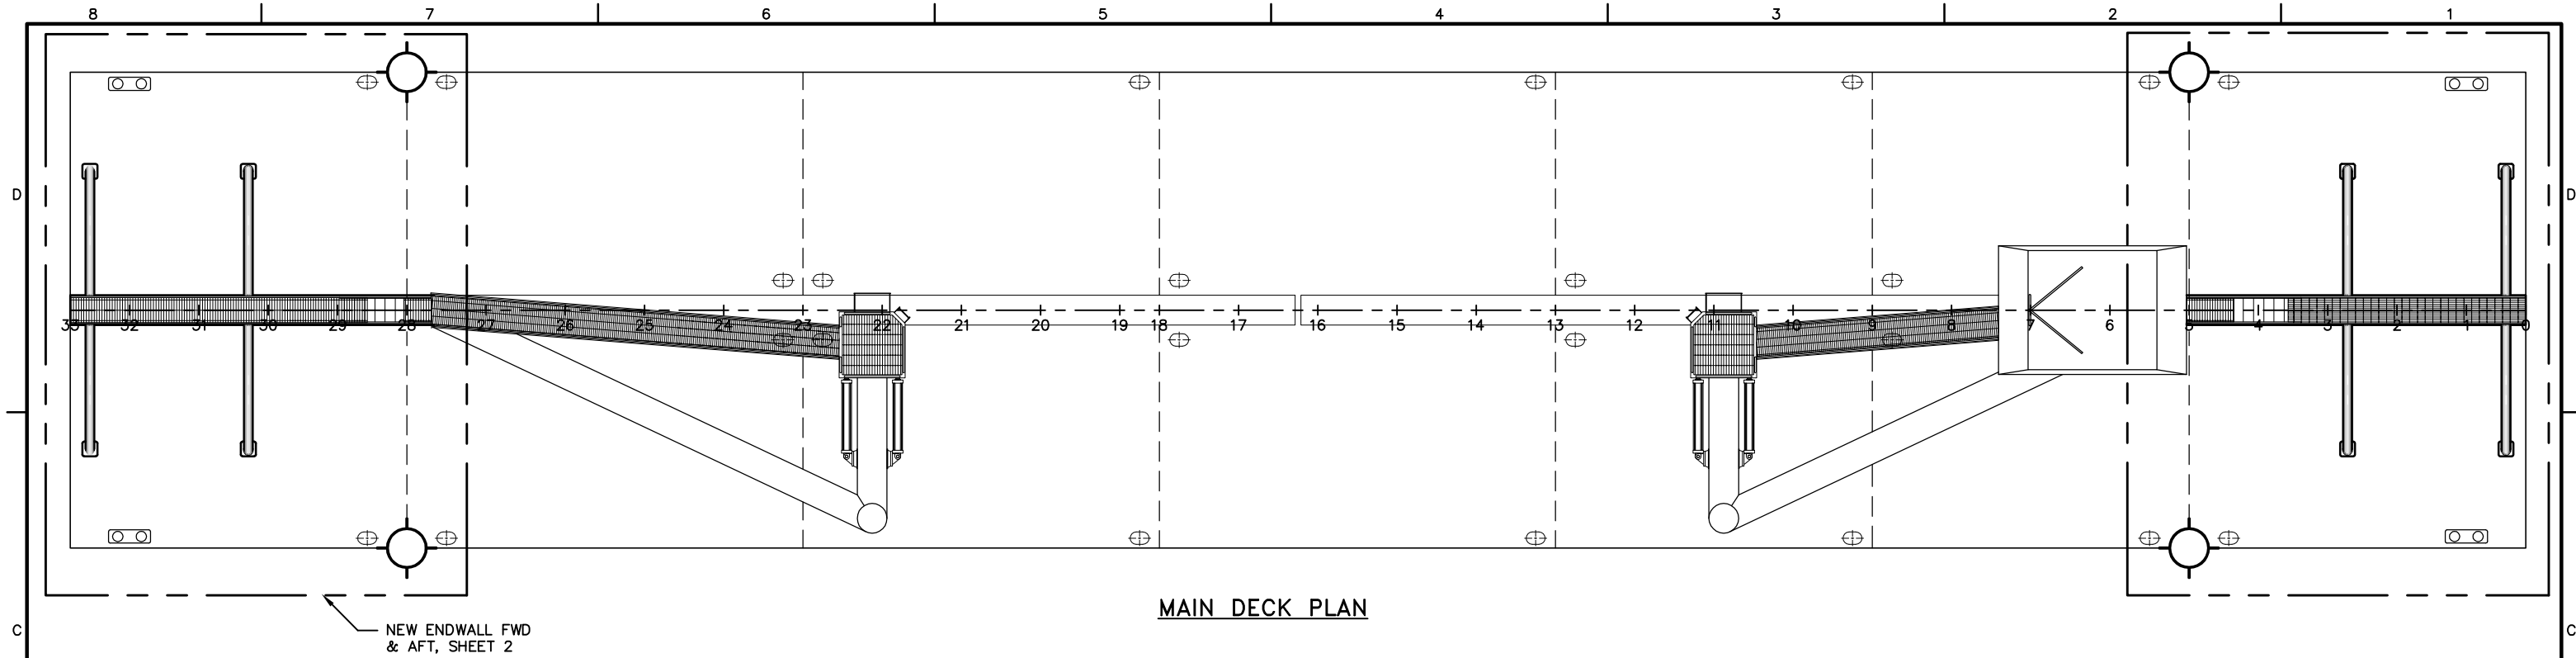 8 7 6 5 4 3 2 1
D D
33 32 31 30 29 28 27 26 25 24 23 22 21 20 19 18 17 16 15 14 13 12 11 10 9 8 7 6 5 4 3 2 1 0
MAIN DECK PLAN
C C
NEW ENDWALL FWD
& AFT, SHEET 2